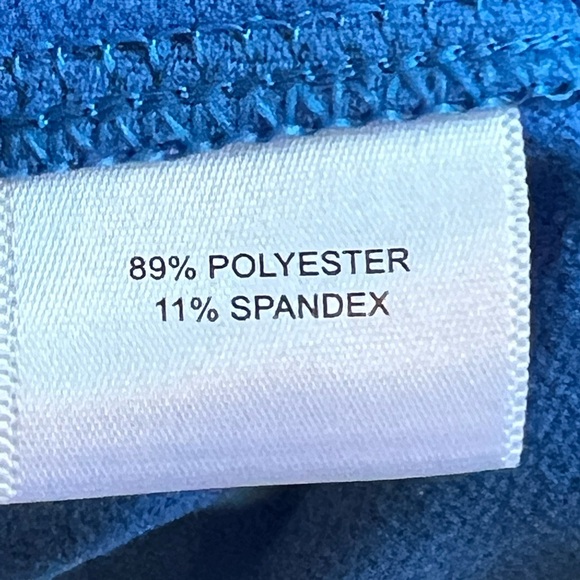 89% POLYESTER
11% SPANDEX